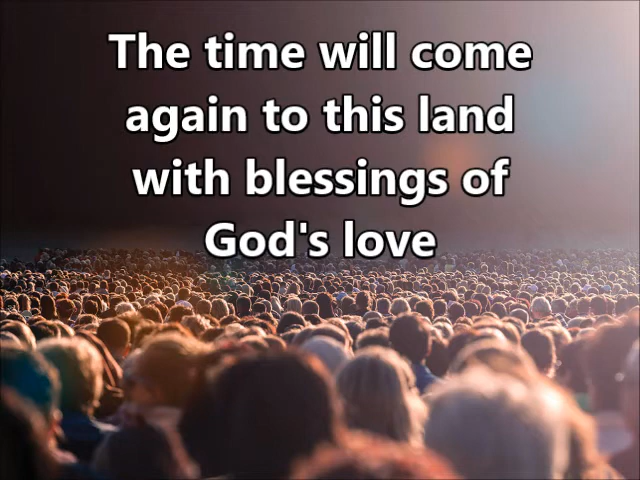 The time will come
again to this land
with blessings of
God's love